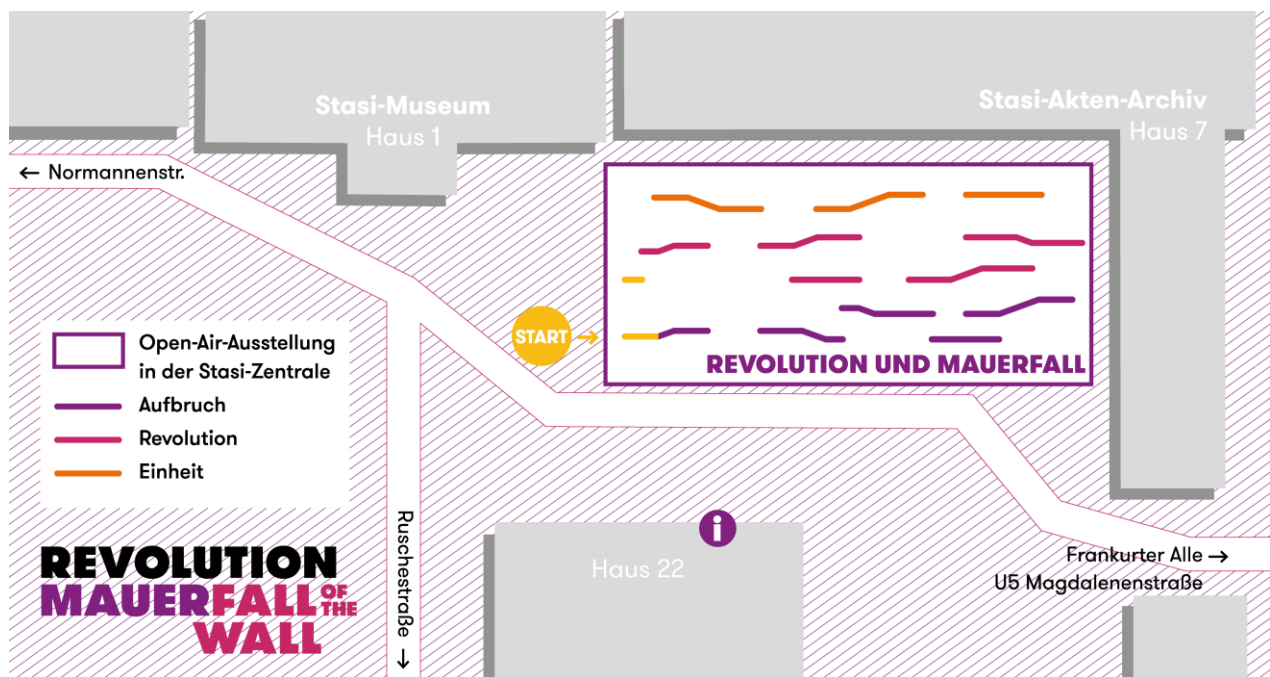 Stasi-Museum
Haus 1
Stasi-Akten-Archiv
Haus 7
← Normannenstr.
START →
REVOLUTION UND MAUERFALL
Open-Air-Ausstellung
in der Stasi-Zentrale
Aufbruch
Revolution
Einheit
Ruschestraße →
i
Haus 22
Frankurter Alle →
U5 Magdalenenstraße
REVOLUTION
MAUERFALL OF THE
WALL